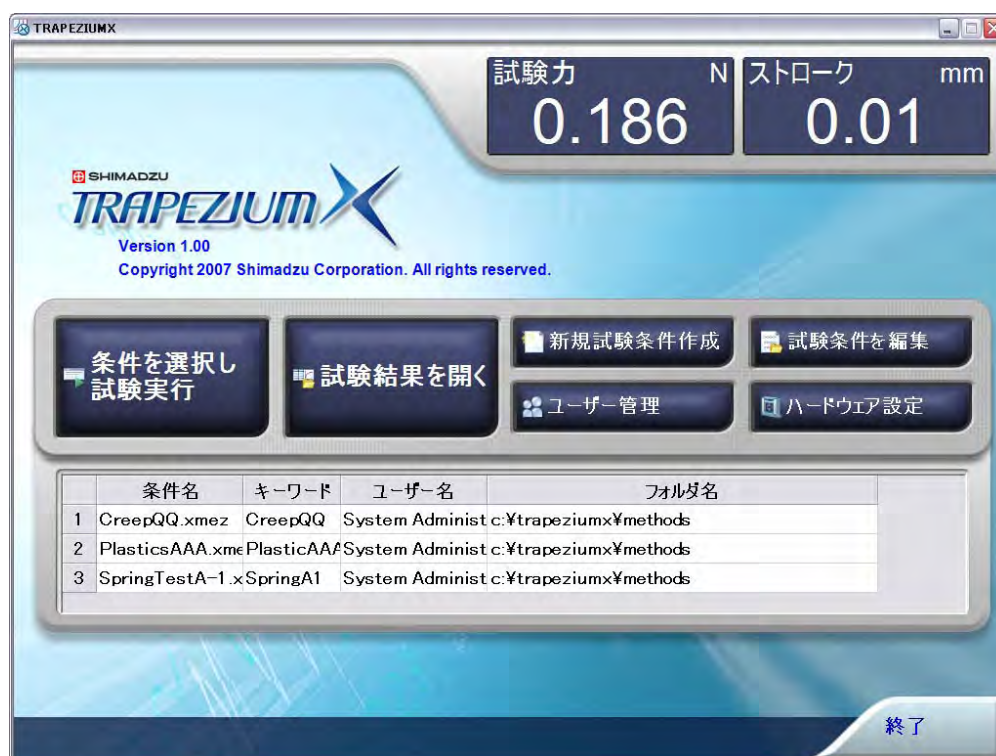 TRAPEZIUMX
試験力 N
0.186
ストローク mm
0.01
SHIMADZU
TRAPEZIUM X
Version 1.00
Copyright 2007 Shimadzu Corporation. All rights reserved.
条件を選択し
試験実行
試験結果を開く
新規試験条件作成
試験条件を編集
ユーザー管理
ハードウェア設定
条件名 キーワード ユーザー名 フォルダ名
1 CreepQQ.xmez CreepQQ System Administ c:¥trapeziumx¥methods
2 PlasticsAAA.xme PlasticAAA System Administ c:¥trapeziumx¥methods
3 SpringTestA-1.x SpringA1 System Administ c:¥trapeziumx¥methods
終了